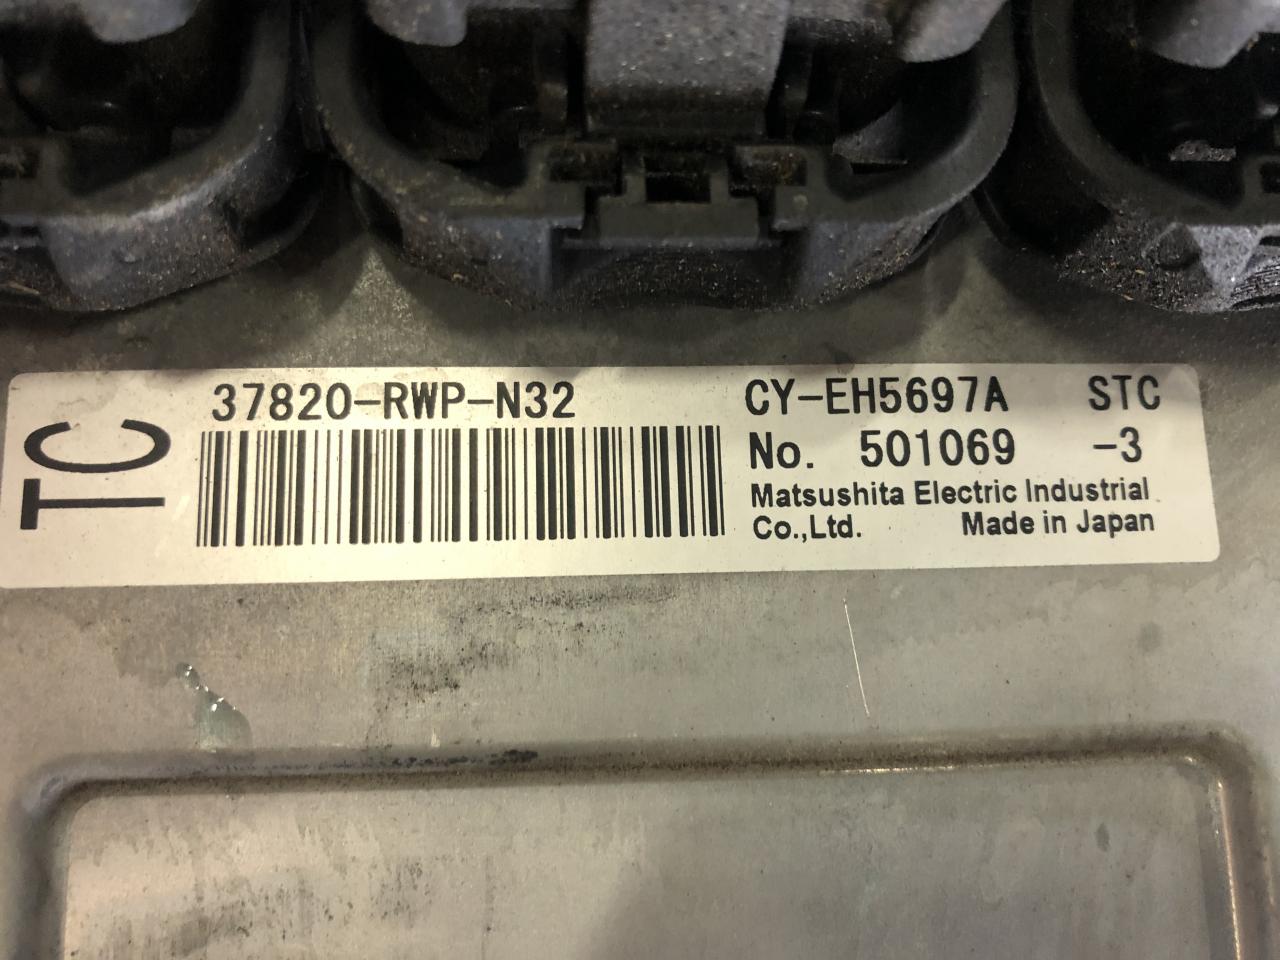 TC
37820-RWP-N32
CY-EH5697A STC
No. 501069 -3
Matsushita Electric Industrial
Co.,Ltd. Made in Japan